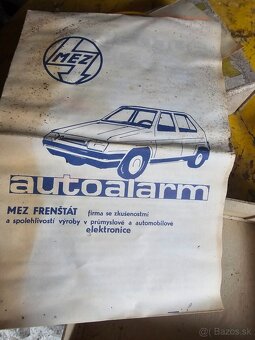 MEZ
autoalarm
MEZ FRENŠTÁT firma se zkušenostmi
a spolehlivostí výroby v průmyslové a automobilové
elektronice
Bazos.sk